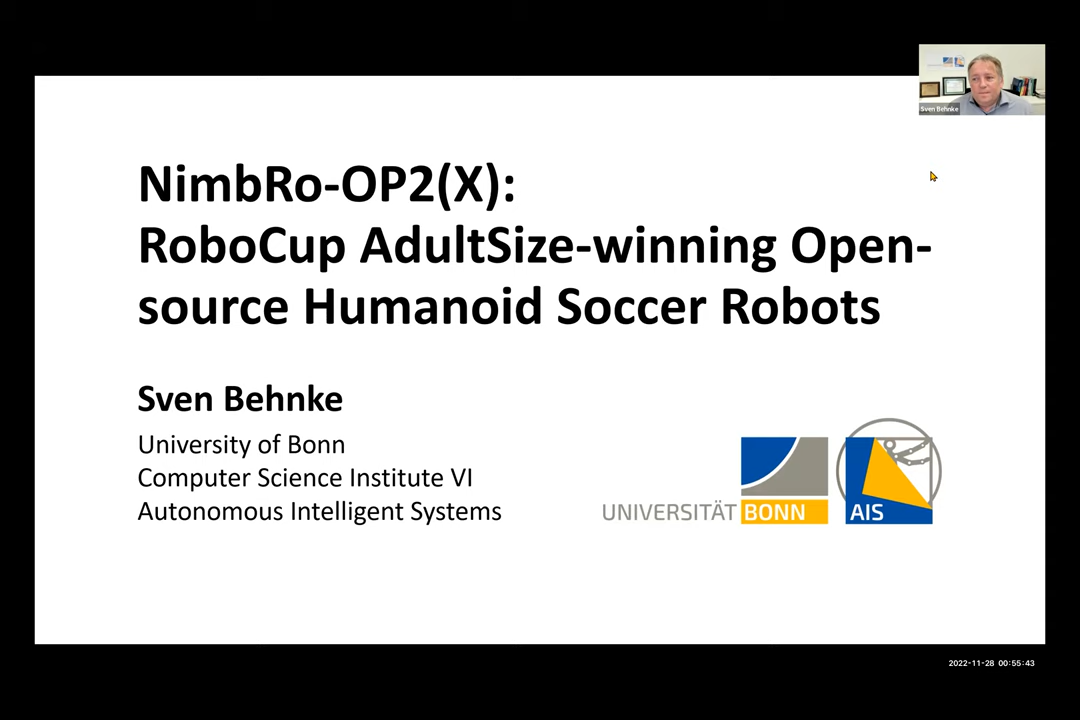 Sven Behnke
NimbRo-OP2(X):
RoboCup AdultSize-winning Open-
source Humanoid Soccer Robots
Sven Behnke
University of Bonn
Computer Science Institute VI
Autonomous Intelligent Systems
UNIVERSITÄT BONN
AIS
2022-11-28 00:55:43